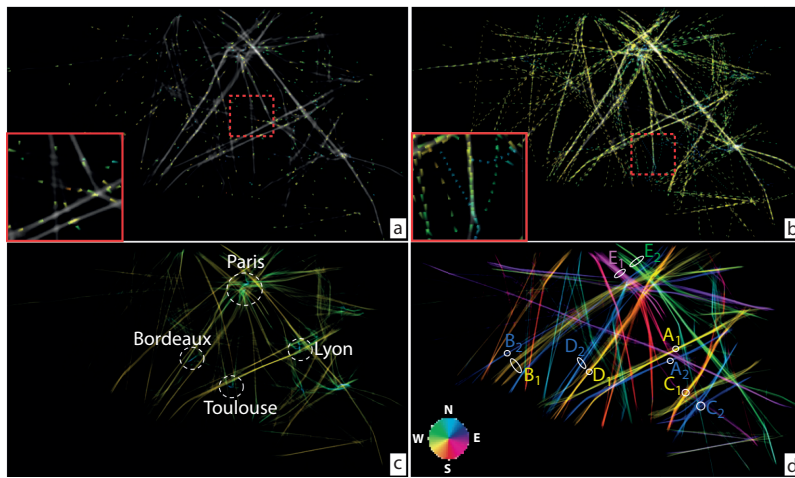 a
b
Paris
Bordeaux
Lyon
Toulouse
c
E1
E2
B2
B1
D2
D1
A1
A2
C1
C2
N
W
E
S
d